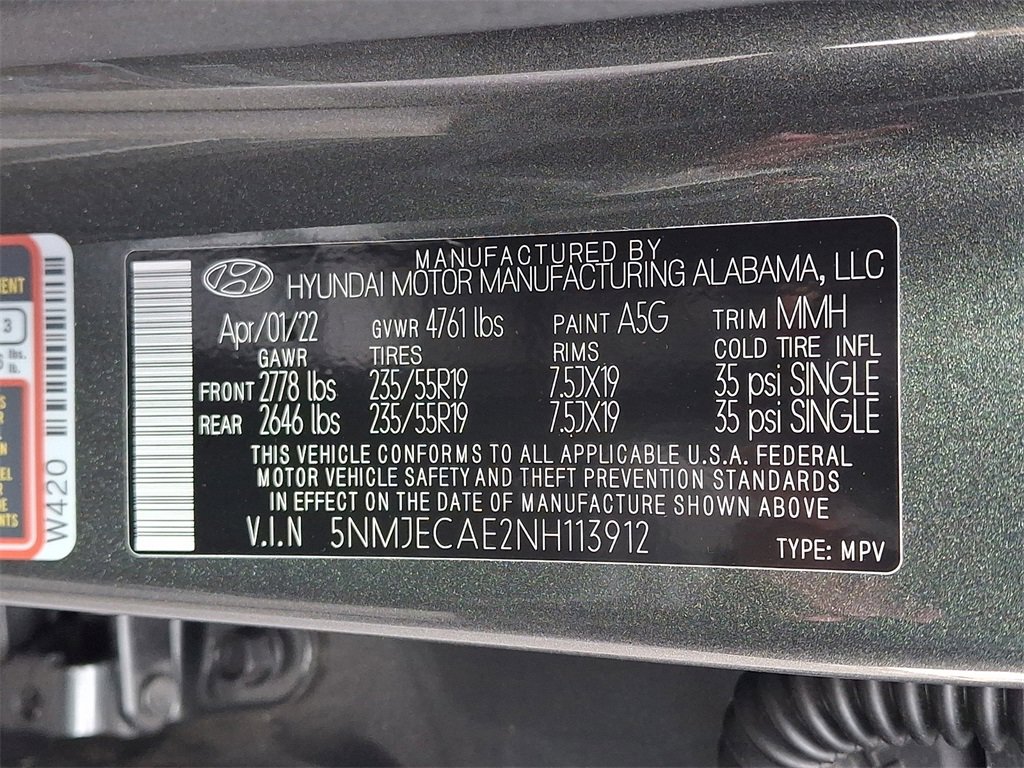 MANUFACTURED BY
HYUNDAI MOTOR MANUFACTURING ALABAMA, LLC
Apr/01/22 GVWR 4761 lbs PAINT A5G TRIM MMH
GAWR TIRES RIMS COLD TIRE INFL
FRONT 2778 lbs 235/55R19 7.5JX19 35 psi SINGLE
REAR 2646 lbs 235/55R19 7.5JX19 35 psi SINGLE
THIS VEHICLE CONFORMS TO ALL APPLICABLE U.S.A. FEDERAL
MOTOR VEHICLE SAFETY AND THEFT PREVENTION STANDARDS
IN EFFECT ON THE DATE OF MANUFACTURE SHOWN ABOVE
V.I.N 5NMJECAE2NH113912
TYPE: MPV
W420
3
lbs.